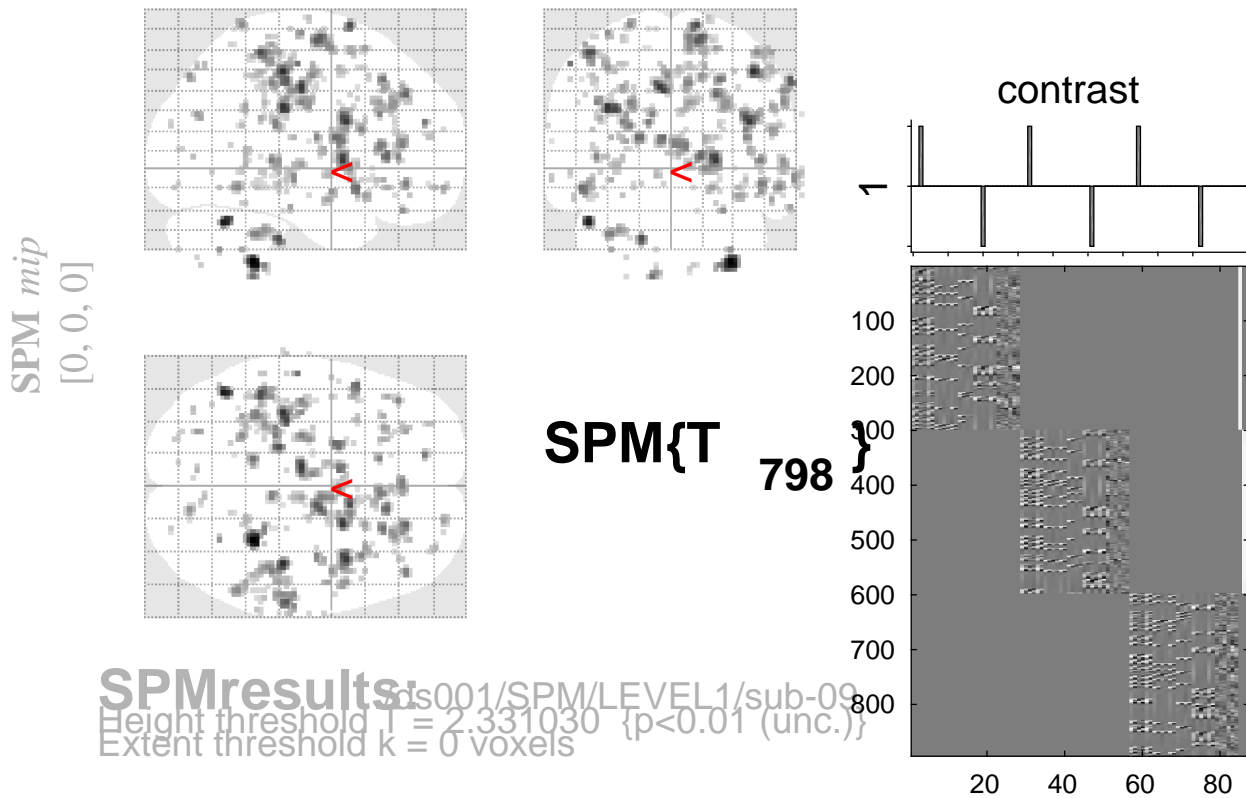 SPM mip
[0, 0, 0]
<
<
<
SPM{T 798 }
SPMresults: ./ds001/SPM/LEVEL1/sub-09
Height threshold T = 2.331030 {p<0.01 (unc.)}
Extent threshold k = 0 voxels
contrast
1
100
200
300
400
500
600
700
800
20 40 60 80